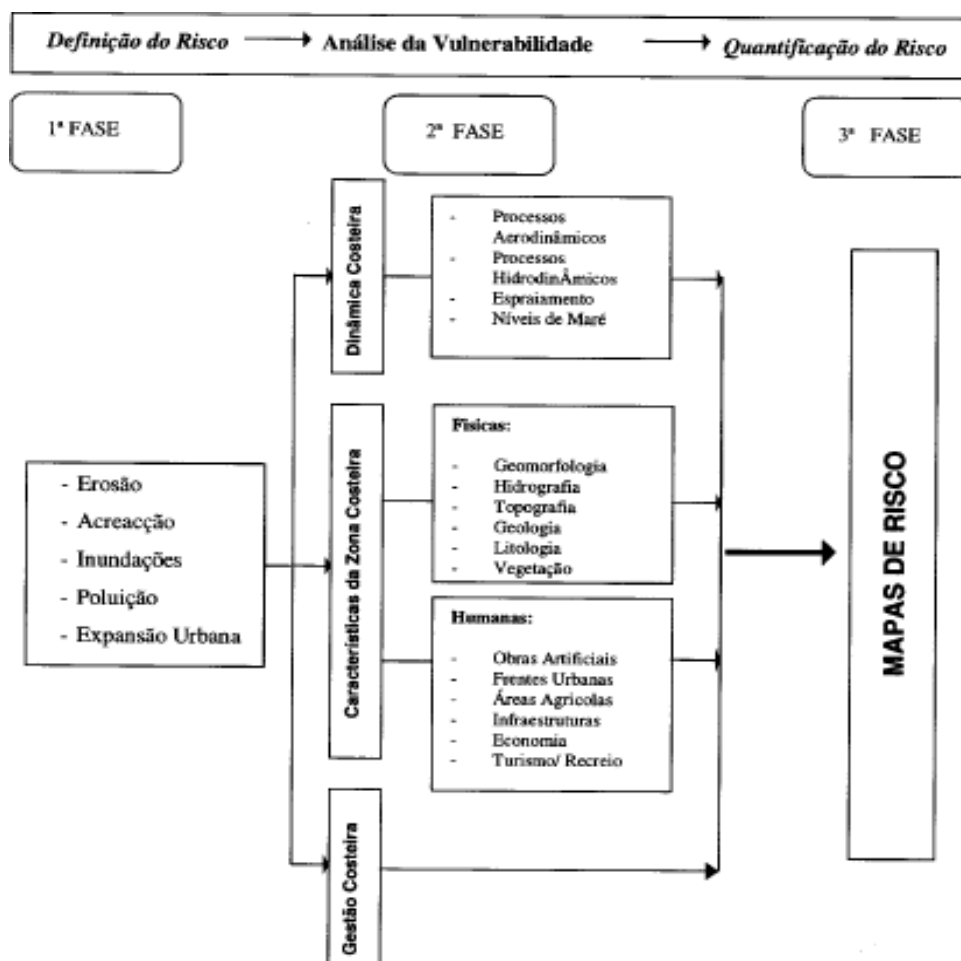 Definição do Risco Análise da Vulnerabilidade Quantificação do Risco
1ª FASE
2ª FASE
3ª FASE
- Erosão
- Acreacção
- Inundações
- Poluição
- Expansão Urbana
Dinâmica Costeira
- Processos
Aerodinâmicos
- Processos
HidrodinÂmicos
- Espraiamento
- Níveis de Maré
Características da Zona Costeira
Físicas:
- Geomorfologia
- Hidrografia
- Topografia
- Geologia
- Litologia
- Vegetação
Humanas:
- Obras Artificiais
- Frentes Urbanas
- Áreas Agricolas
- Infraestruturas
- Economia
- Turismo/ Recreio
Gestão Costeira
MAPAS DE RISCO